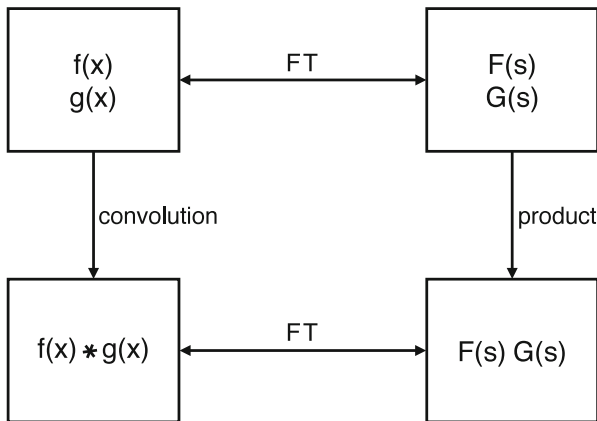 f(x)
g(x)
FT
F(s)
G(s)
convolution
product
f(x) * g(x)
FT
F(s) G(s)